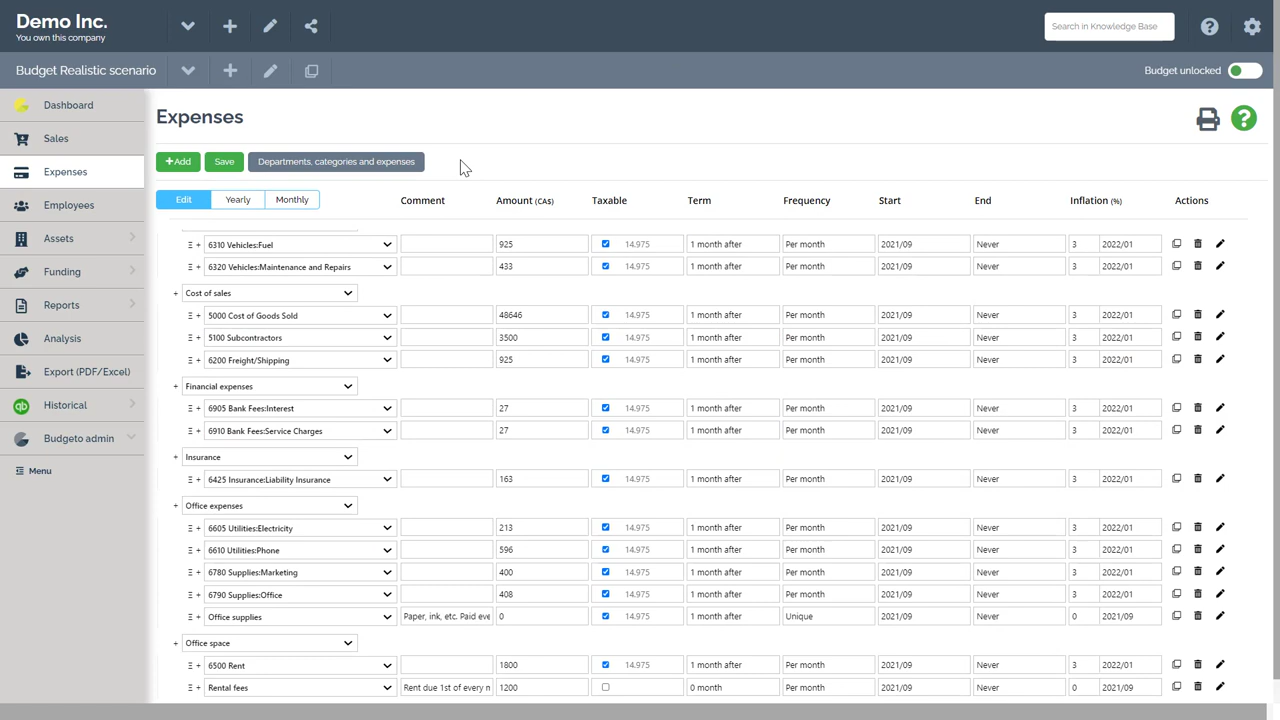 Demo Inc.
You own this company
Search in Knowledge Base
Budget Realistic scenario
Budget unlocked
Dashboard
Sales
Expenses
Employees
Assets
Funding
Reports
Analysis
Export (PDF/Excel)
qb Historical
Budgeto admin
Menu
Expenses
+Add Save Departments, categories and expenses
Edit Yearly Monthly Comment Amount (CA$) Taxable Term Frequency Start End Inflation (%) Actions
6310 Vehicles:Fuel 925 14.975 1 month after Per month 2021/09 Never 3 2022/01
6320 Vehicles:Maintenance and Repairs 433 14.975 1 month after Per month 2021/09 Never 3 2022/01
+ Cost of sales
5000 Cost of Goods Sold 48646 14.975 1 month after Per month 2021/09 Never 3 2022/01
5100 Subcontractors 3500 14.975 1 month after Per month 2021/09 Never 3 2022/01
6200 Freight/Shipping 925 14.975 1 month after Per month 2021/09 Never 3 2022/01
+ Financial expenses
6905 Bank Fees:Interest 27 14.975 1 month after Per month 2021/09 Never 3 2022/01
6910 Bank Fees:Service Charges 27 14.975 1 month after Per month 2021/09 Never 3 2022/01
+ Insurance
6425 Insurance:Liability Insurance 163 14.975 1 month after Per month 2021/09 Never 3 2022/01
+ Office expenses
6605 Utilities:Electricity 213 14.975 1 month after Per month 2021/09 Never 3 2022/01
6610 Utilities:Phone 596 14.975 1 month after Per month 2021/09 Never 3 2022/01
6780 Supplies:Marketing 400 14.975 1 month after Per month 2021/09 Never 3 2022/01
6790 Supplies:Office 408 14.975 1 month after Per month 2021/09 Never 3 2022/01
Office supplies Paper, ink, etc. Paid eve 0 14.975 1 month after Unique 2021/09 Never 0 2021/09
+ Office space
6500 Rent 1800 14.975 1 month after Per month 2021/09 Never 3 2022/01
Rental fees Rent due 1st of every m 1200 0 month Per month 2021/09 Never 0 2021/09